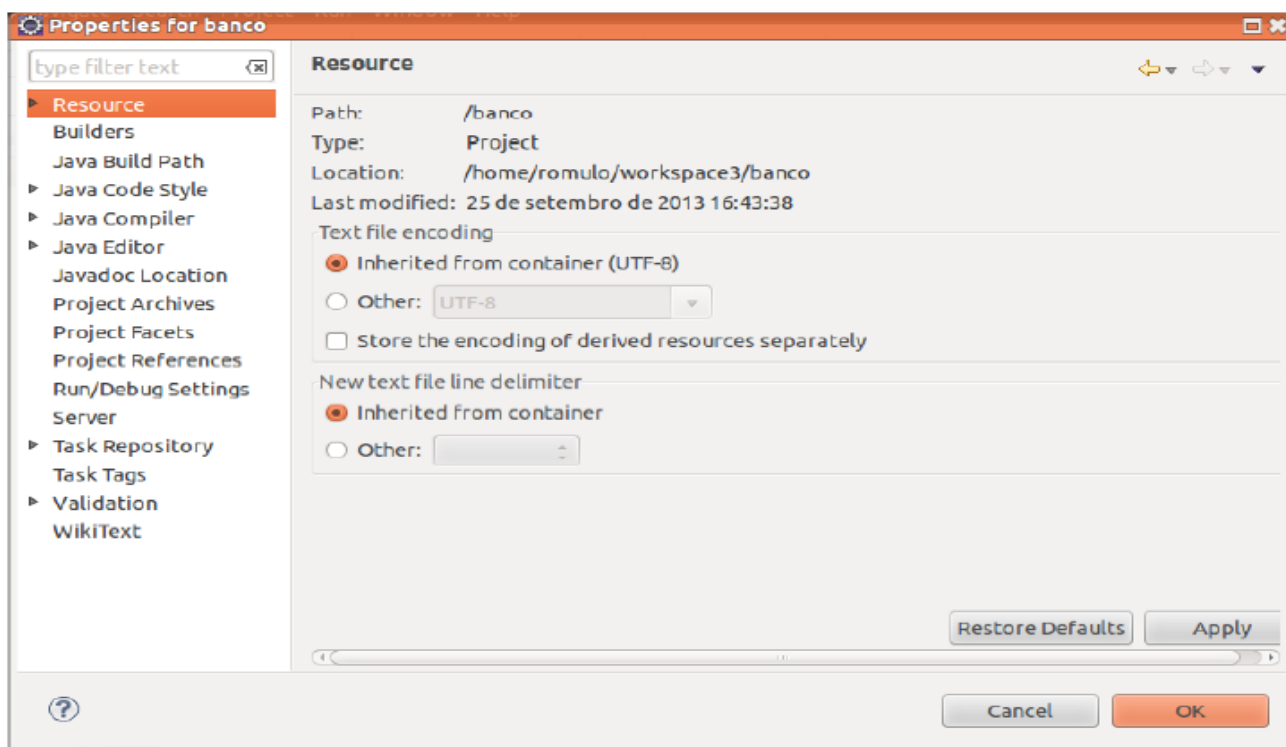 Properties for banco
type filter text
Resource
Builders
Java Build Path
Java Code Style
Java Compiler
Java Editor
Javadoc Location
Project Archives
Project Facets
Project References
Run/Debug Settings
Server
Task Repository
Task Tags
Validation
WikiText
Resource
Path: /banco
Type: Project
Location: /home/romulo/workspace3/banco
Last modified: 25 de setembro de 2013 16:43:38
Text file encoding
Inherited from container (UTF-8)
Other: UTF-8
Store the encoding of derived resources separately
New text file line delimiter
Inherited from container
Other:
Restore Defaults Apply
? Cancel OK